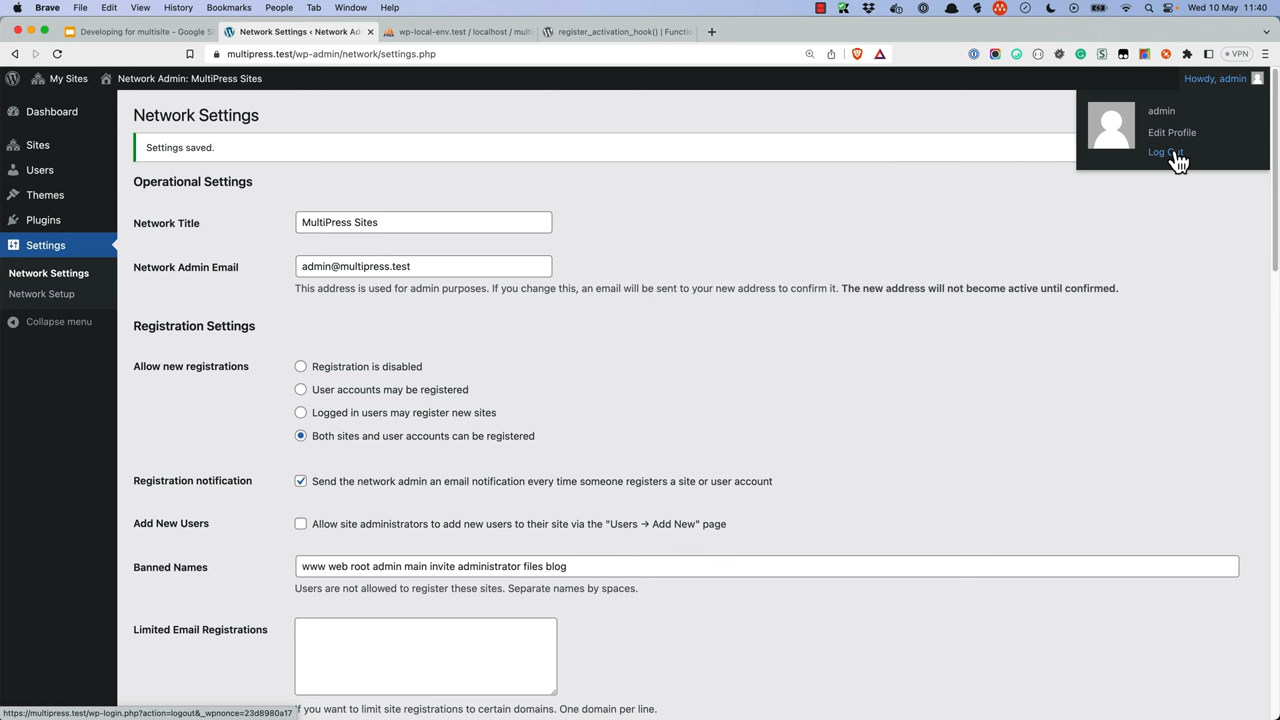 Brave File Edit View History Bookmarks People Tab Window Help Wed 10 May 11:40
Developing for multisite - Google Sl Network Settings ‹ Network Ad wp-local-env.test / localhost / mult register_activation_hook() | Functi
multipress.test/wp-admin/network/settings.php VPN
My Sites Network Admin: MultiPress Sites Howdy, admin
Dashboard
Sites
Users
Themes
Plugins
Settings
Network Settings
Network Setup
Collapse menu
admin
Edit Profile
Log Out
Network Settings
Settings saved.
Operational Settings
Network Title MultiPress Sites
Network Admin Email admin@multipress.test
This address is used for admin purposes. If you change this, an email will be sent to your new address to confirm it. The new address will not become active until confirmed.
Registration Settings
Allow new registrations Registration is disabled
User accounts may be registered
Logged in users may register new sites
Both sites and user accounts can be registered
Registration notification Send the network admin an email notification every time someone registers a site or user account
Add New Users Allow site administrators to add new users to their site via the "Users → Add New" page
Banned Names www web root admin main invite administrator files blog
Users are not allowed to register these sites. Separate names by spaces.
Limited Email Registrations
If you want to limit site registrations to certain domains. One domain per line.
https://multipress.test/wp-login.php?action=logout&_wpnonce=23d8980a17